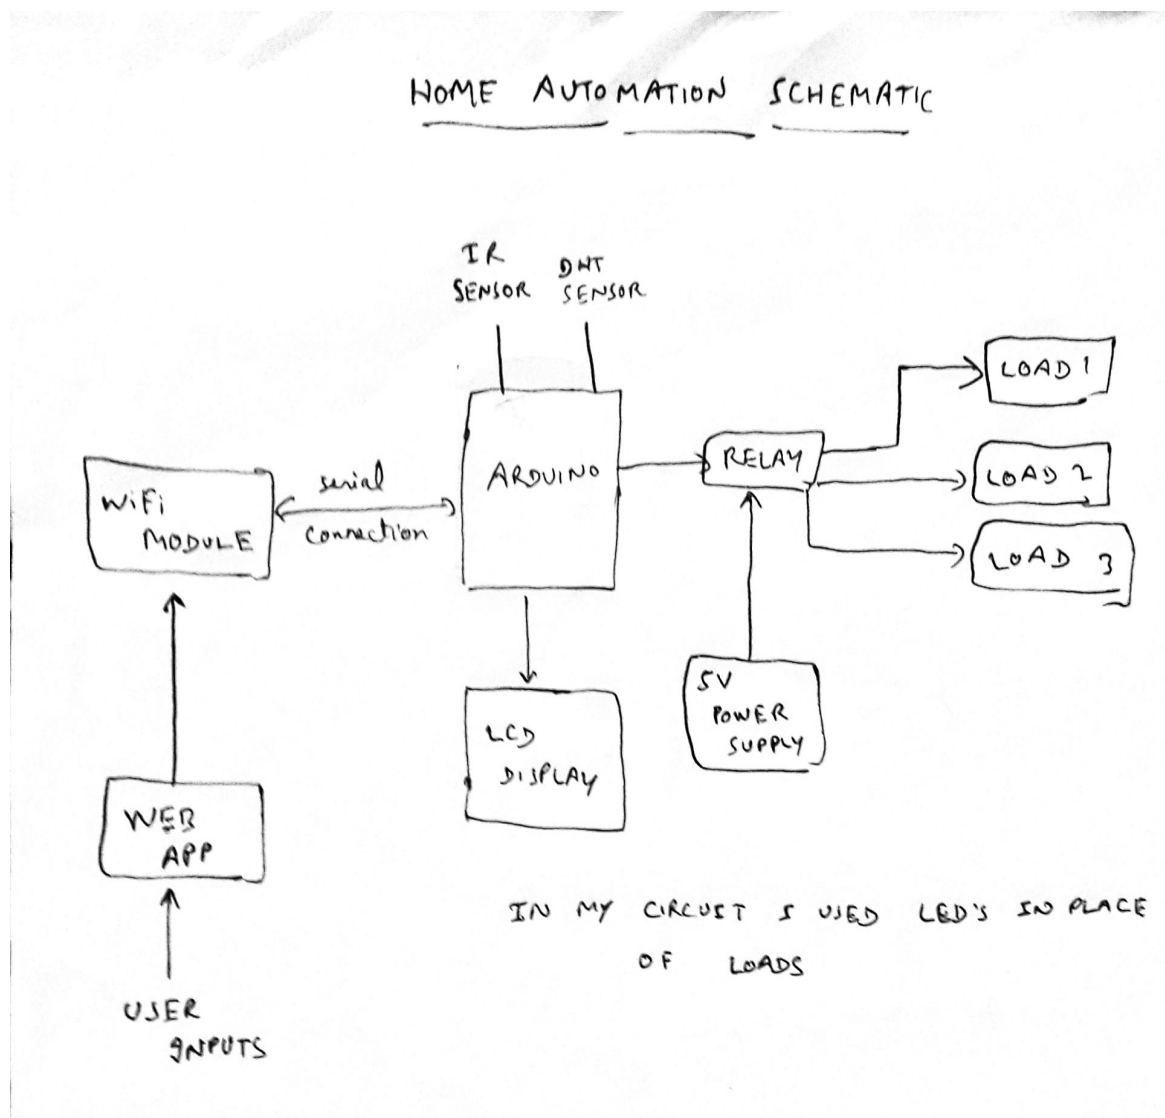 HOME AUTOMATION SCHEMATIC
IR
SENSOR
DHT
SENSOR
LOAD 1
RELAY
ARDUINO
LOAD 2
WiFi
MODULE
serial
connection
LOAD 3
5V
POWER
SUPPLY
LCD
DISPLAY
WEB
APP
IN MY CIRCUIT I USED LED'S IN PLACE
OF LOADS
USER
INPUTS